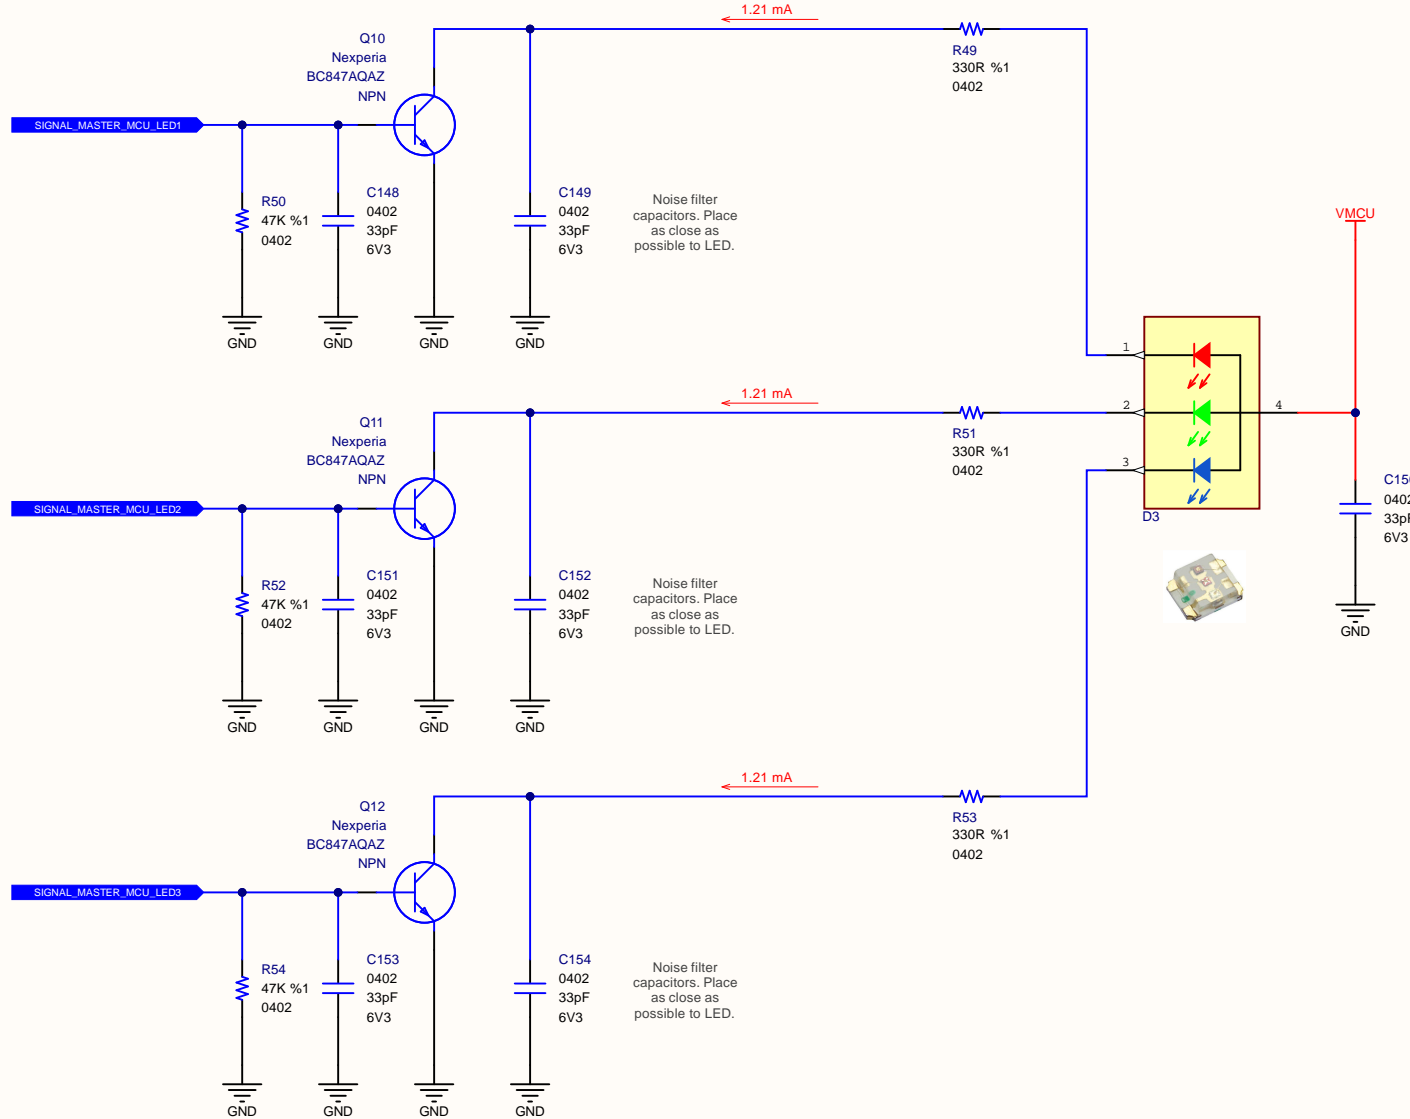 1.21 mA
Q10
Nexperia
BC847AQAZ
NPN
R49
330R %1
0402
SIGNAL_MASTER_MCU_LED1
R50
47K %1
0402
C148
0402
33pF
6V3
C149
0402
33pF
6V3
Noise filter
capacitors. Place
as close as
possible to LED.
GND
GND
GND
GND
VMCU
1
2
3
4
D3
1.21 mA
Q11
Nexperia
BC847AQAZ
NPN
R51
330R %1
0402
SIGNAL_MASTER_MCU_LED2
R52
47K %1
0402
C151
0402
33pF
6V3
C152
0402
33pF
6V3
Noise filter
capacitors. Place
as close as
possible to LED.
GND
GND
GND
GND
0402
6V3
GND
1.21 mA
Q12
Nexperia
BC847AQAZ
NPN
R53
330R %1
0402
SIGNAL_MASTER_MCU_LED3
R54
47K %1
0402
C153
0402
33pF
6V3
C154
0402
33pF
6V3
Noise filter
capacitors. Place
as close as
possible to LED.
GND
GND
GND
GND